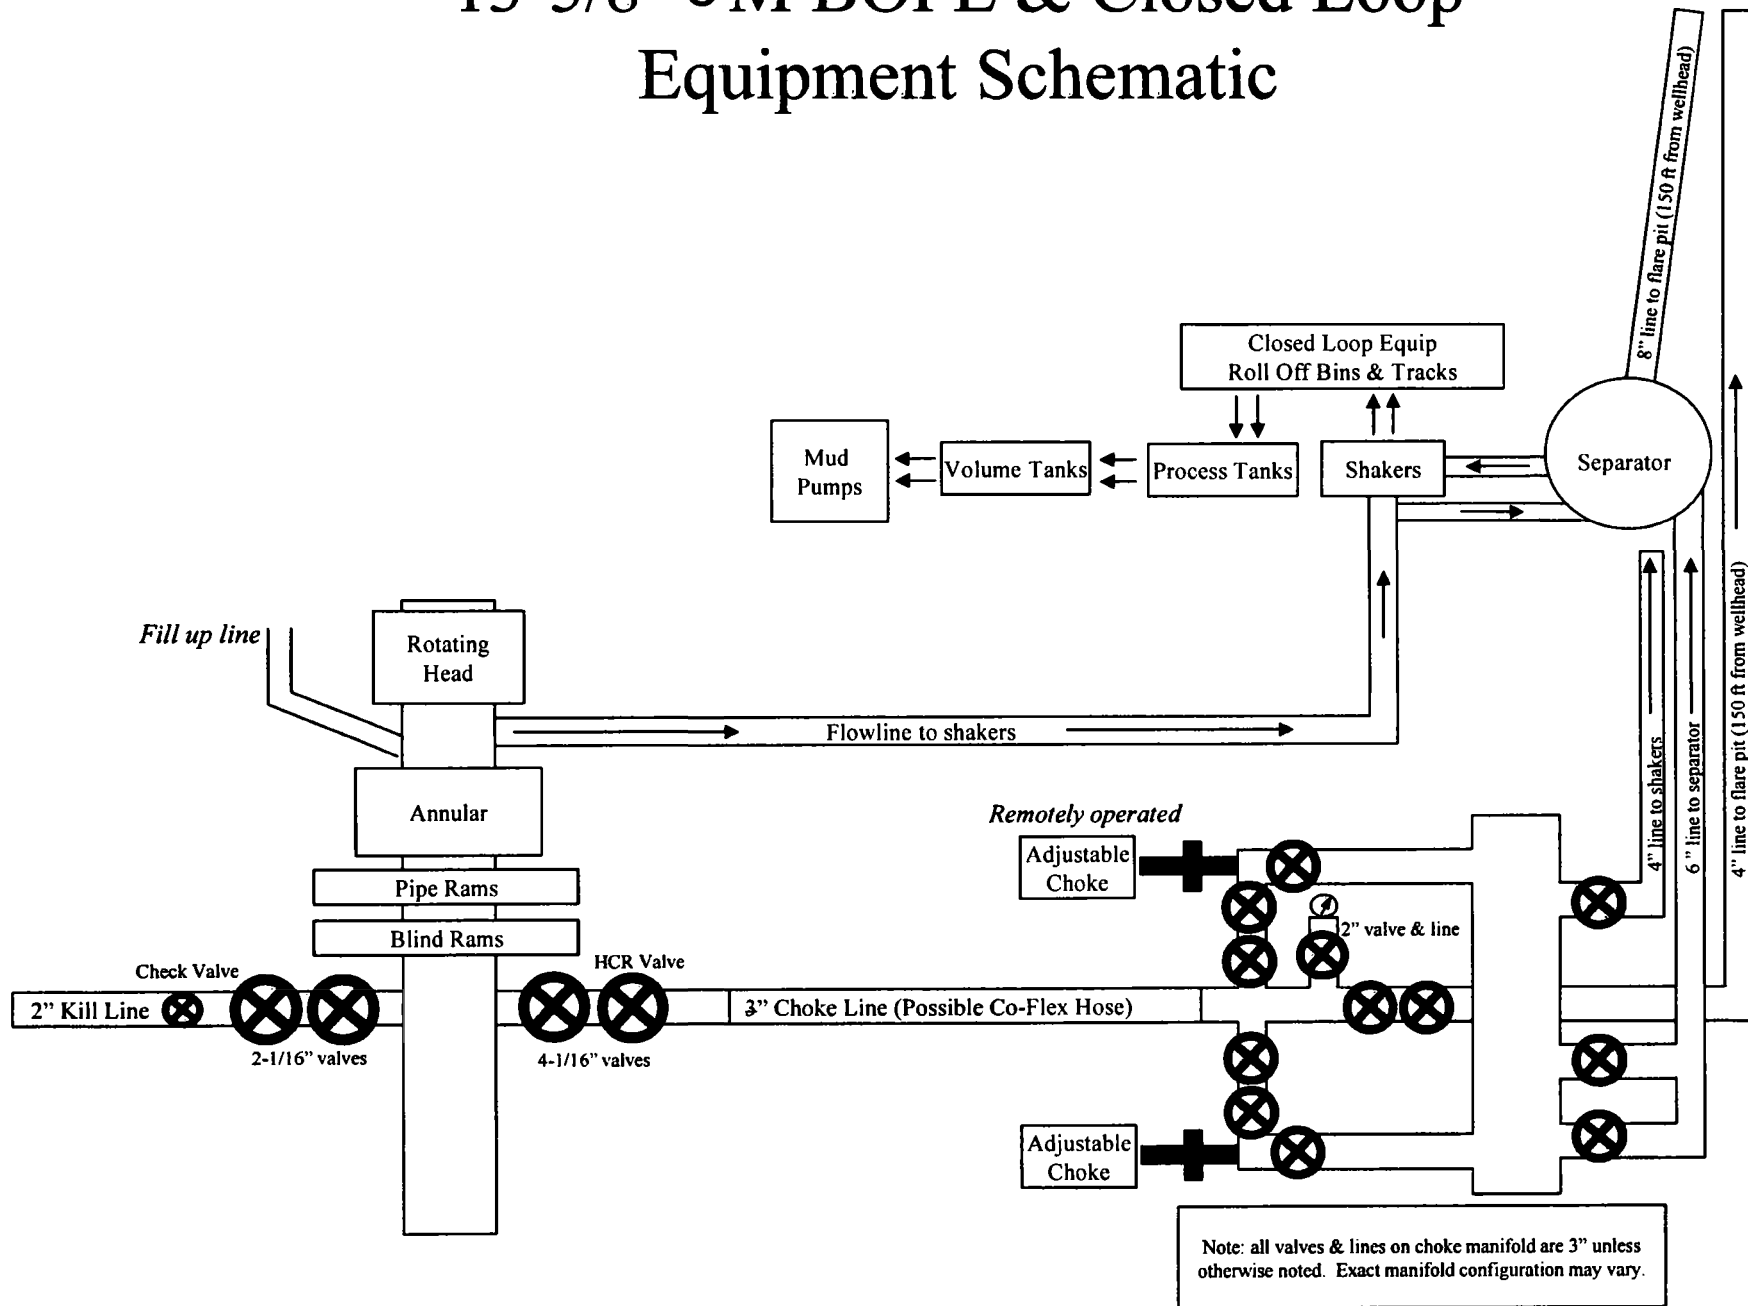 BOPE & Closed Loop
Equipment Schematic
8" line to flare pit (150 ft from wellhead)
Closed Loop Equip
Roll Off Bins & Tracks
Mud
Pumps
Volume Tanks
Process Tanks
Shakers
Separator
Fill up line
Rotating
Head
Flowline to shakers
Annular
Pipe Rams
Blind Rams
Remotely operated
Adjustable
Choke
2" valve & line
4" line to shakers
6 " line to separator
4" line to flare pit (150 ft from wellhead)
Check Valve
HCR Valve
2" Kill Line
3" Choke Line (Possible Co-Flex Hose)
2-1/16" valves
4-1/16" valves
Adjustable
Choke
Note: all valves & lines on choke manifold are 3" unless
otherwise noted. Exact manifold configuration may vary.